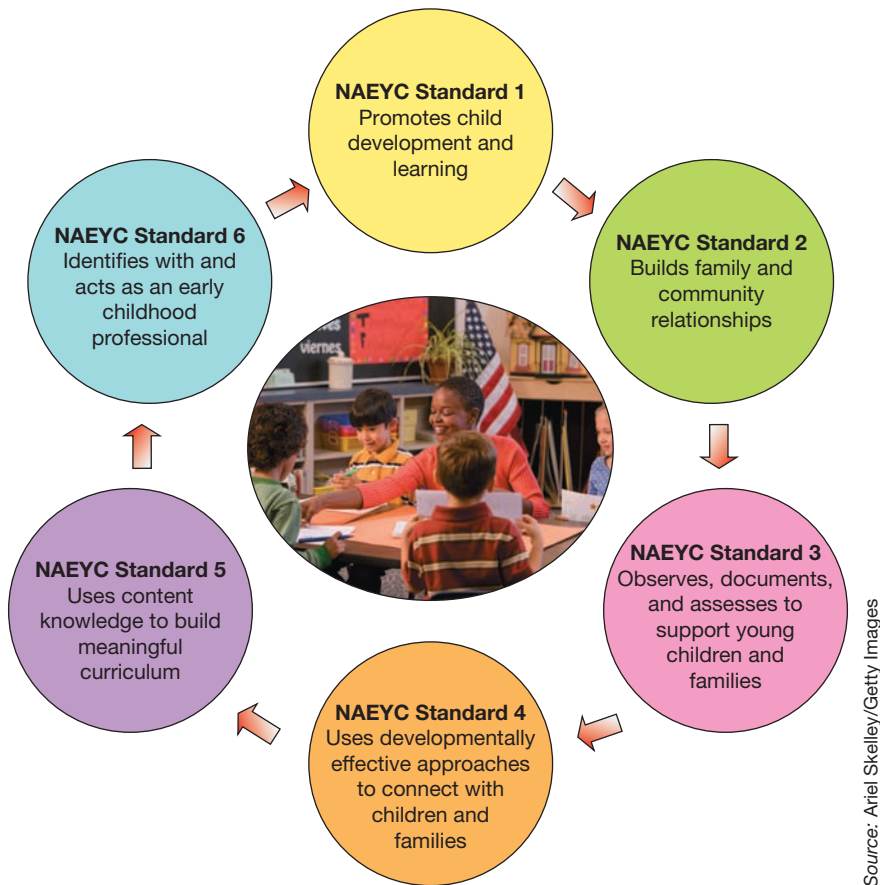 NAEYC Standard 1
Promotes child
development and
learning
NAEYC Standard 2
Builds family and
community
relationships
NAEYC Standard 3
Observes, documents,
and assesses to
support young
children and
families
NAEYC Standard 4
Uses developmentally
effective approaches
to connect with
children and
families
NAEYC Standard 5
Uses content
knowledge to build
meaningful
curriculum
NAEYC Standard 6
Identifies with and
acts as an early
childhood
professional
viernes
Source: Ariel Skelley/Getty Images